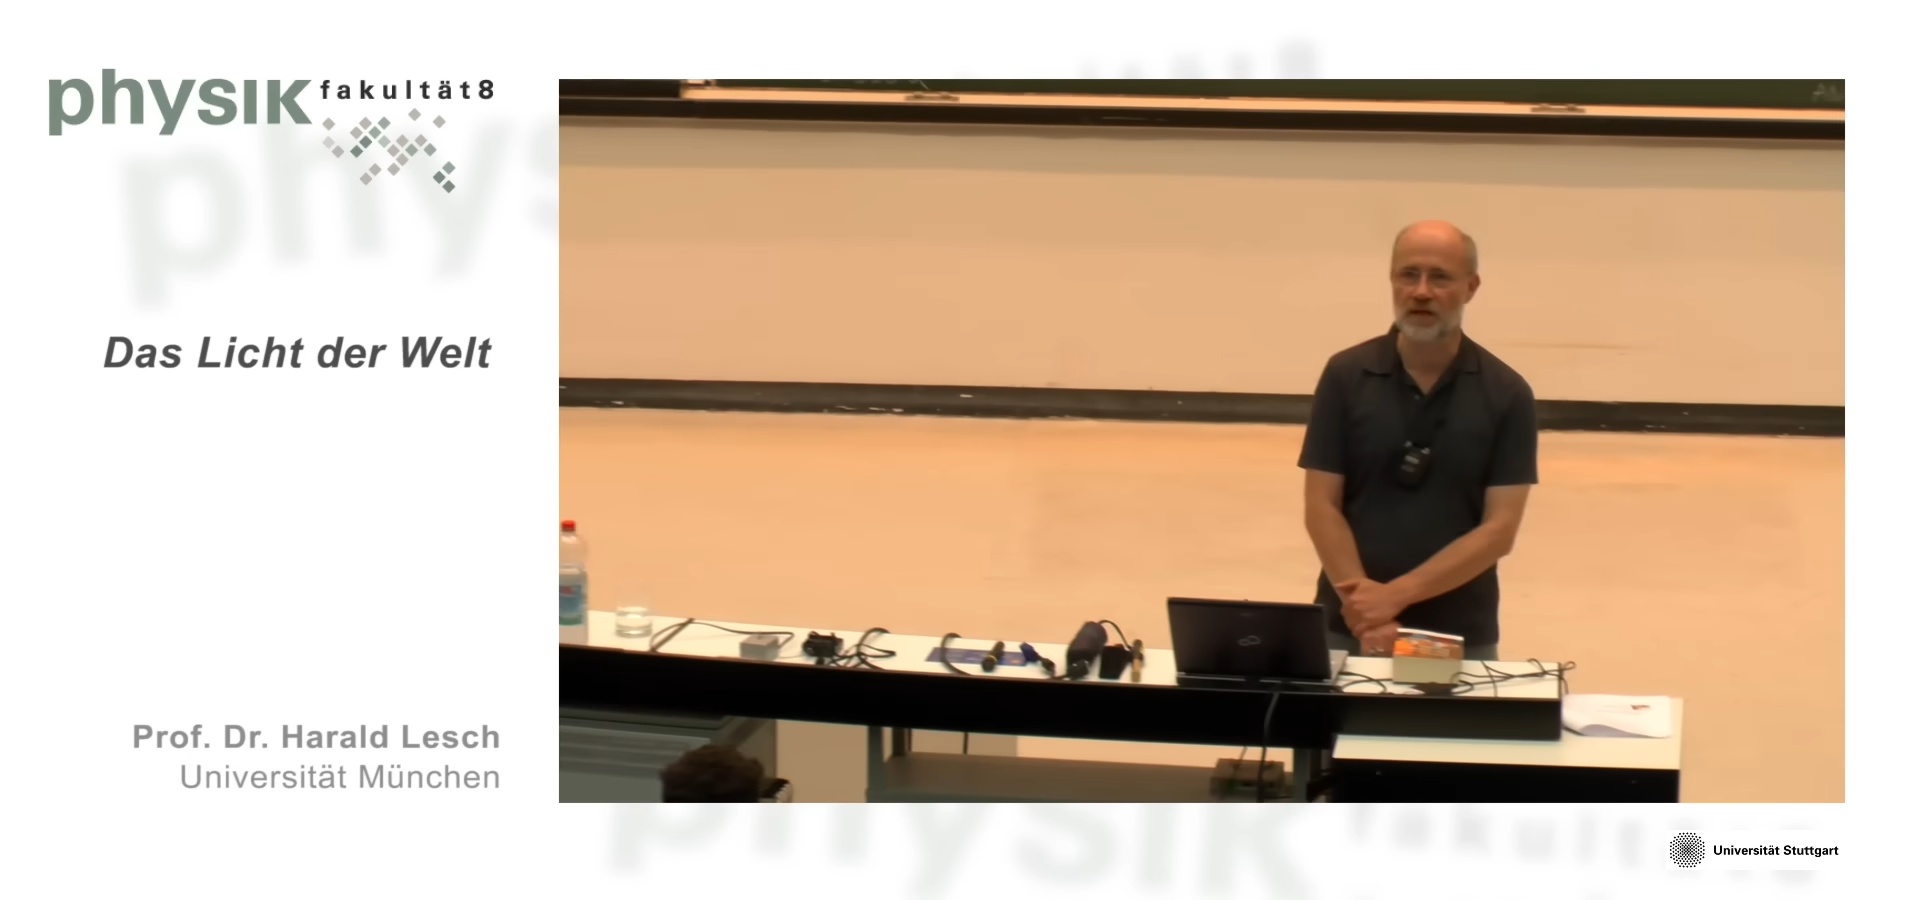 physik fakultät8
Das Licht der Welt
Prof. Dr. Harald Lesch
Universität München
Universität Stuttgart